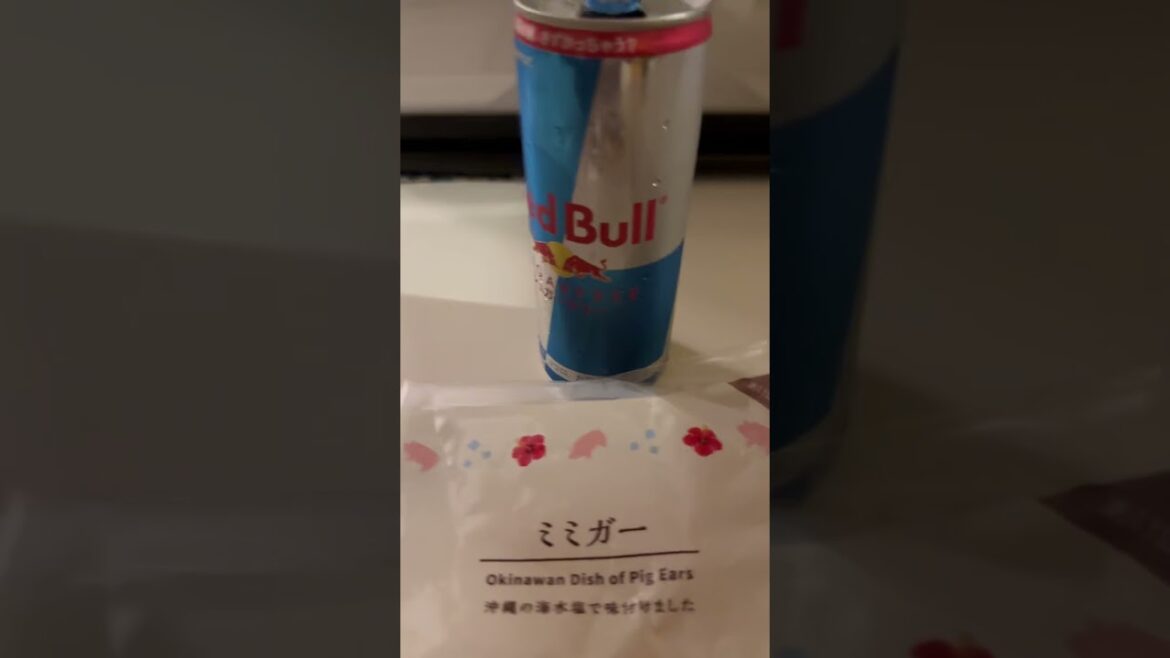 d Bull
ミミガー
Okinawan Dish of Pig Ears
沖縄の海水塩で味付けました